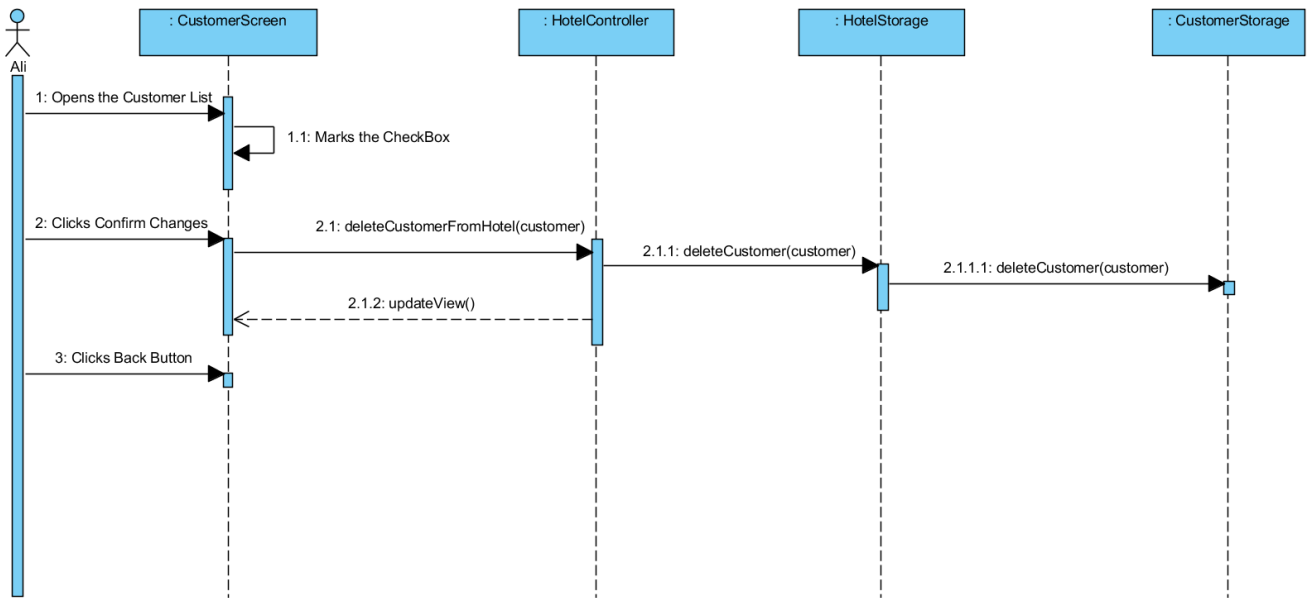 : CustomerScreen
: HotelController
: HotelStorage
: CustomerStorage
Ali
1: Opens the Customer List
1.1: Marks the CheckBox
2: Clicks Confirm Changes
2.1: deleteCustomerFromHotel(customer)
2.1.1: deleteCustomer(customer)
2.1.1.1: deleteCustomer(customer)
2.1.2: updateView()
3: Clicks Back Button